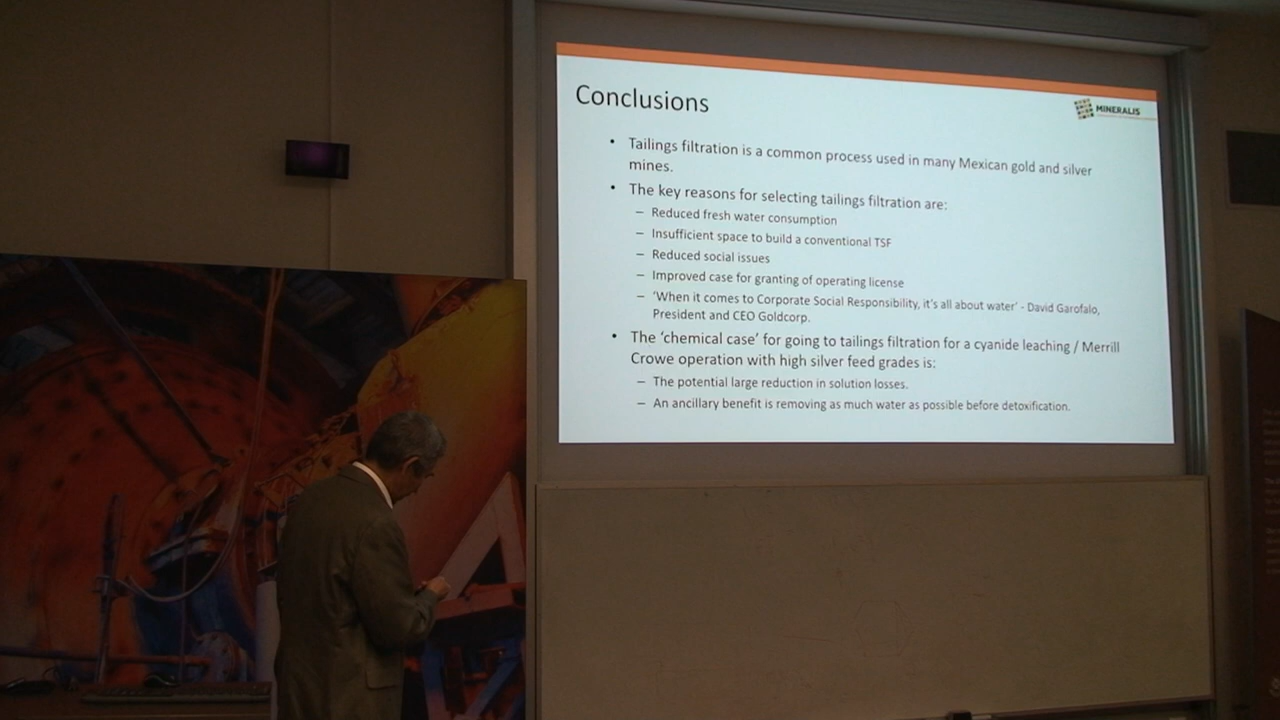 Conclusions
MINERALIS
• Tailings filtration is a common process used in many Mexican gold and silver
mines.
• The key reasons for selecting tailings filtration are:
– Reduced fresh water consumption
– Insufficient space to build a conventional TSF
– Reduced social issues
– Improved case for granting of operating license
– 'When it comes to Corporate Social Responsibility, it's all about water' - David Garofalo,
President and CEO Goldcorp.
• The 'chemical case' for going to tailings filtration for a cyanide leaching / Merrill
Crowe operation with high silver feed grades is:
– The potential large reduction in solution losses.
– An ancillary benefit is removing as much water as possible before detoxification.